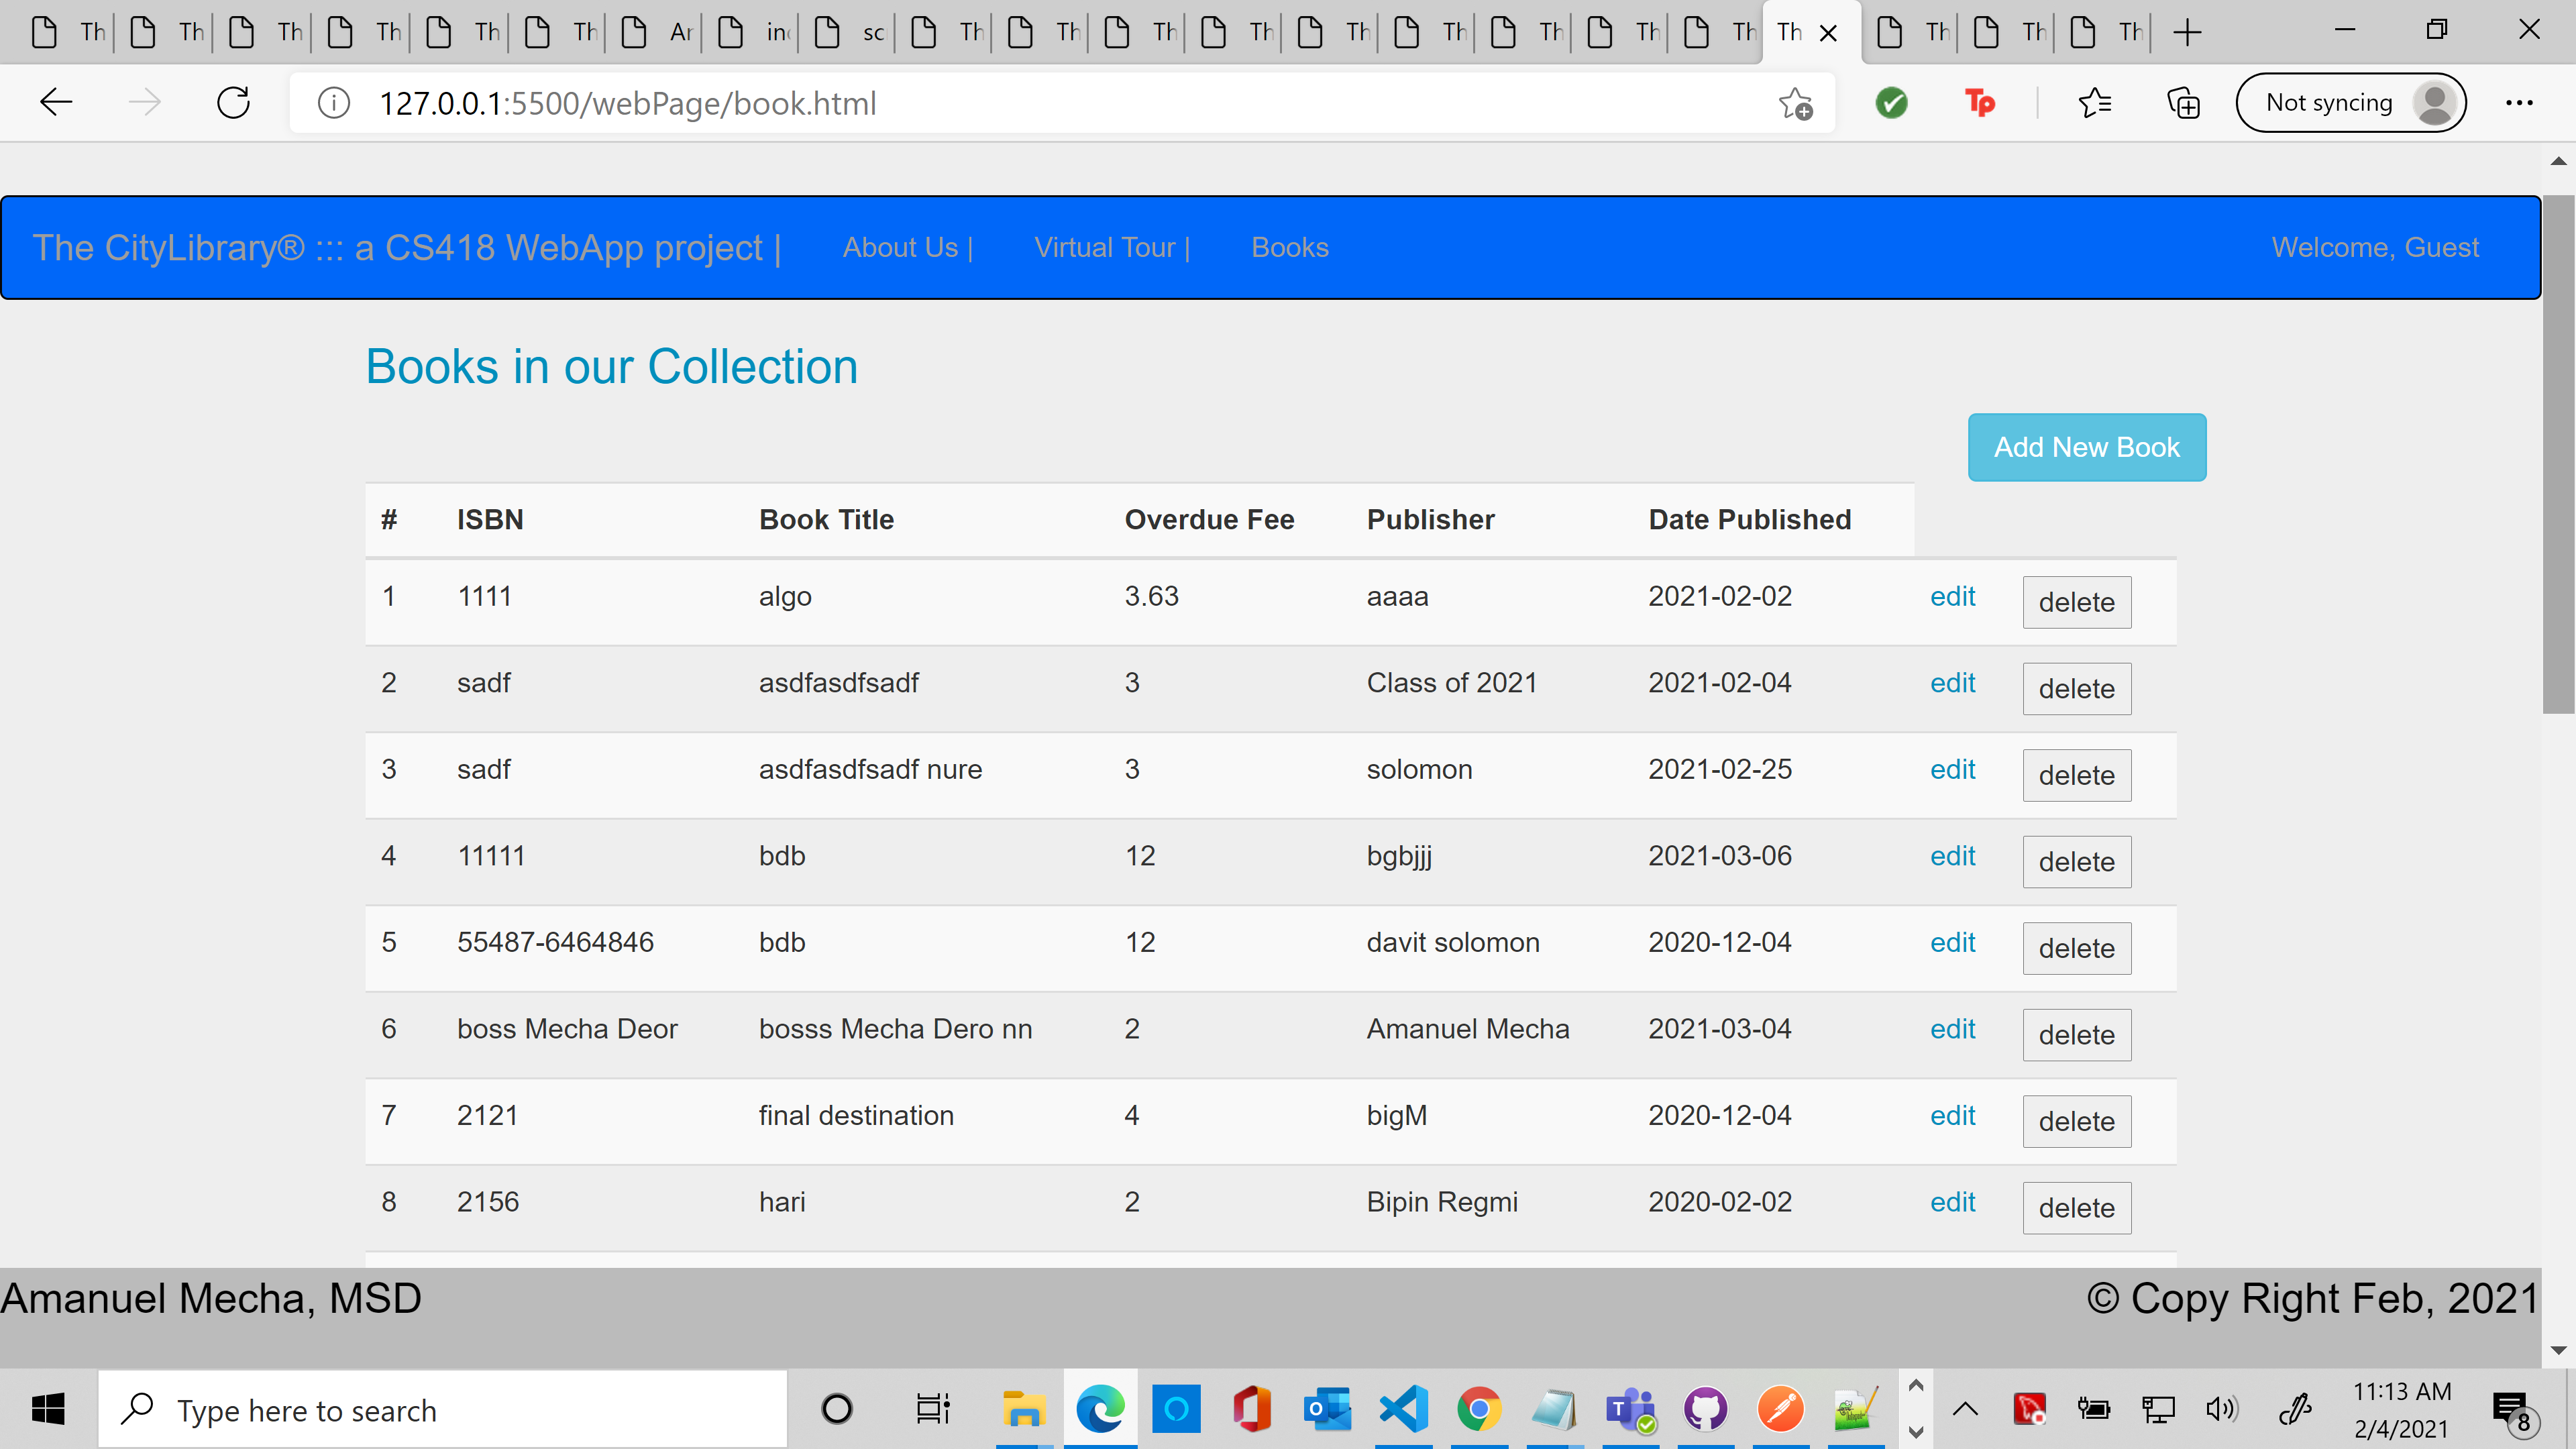 Th Th Th Th Th Th Ar in sc Th Th Th Th Th Th Th Th Th Th Th Th Th
127.0.0.1:5500/webPage/book.html
Tp
Not syncing
The CityLibrary® ::: a CS418 WebApp project | About Us | Virtual Tour | Books Welcome, Guest
Books in our Collection
Add New Book
# ISBN Book Title Overdue Fee Publisher Date Published
1 1111 algo 3.63 aaaa 2021-02-02 edit delete
2 sadf asdfasdfsadf 3 Class of 2021 2021-02-04 edit delete
3 sadf asdfasdfsadf nure 3 solomon 2021-02-25 edit delete
4 11111 bdb 12 bgbjjj 2021-03-06 edit delete
5 55487-6464846 bdb 12 davit solomon 2020-12-04 edit delete
6 boss Mecha Deor bosss Mecha Dero nn 2 Amanuel Mecha 2021-03-04 edit delete
7 2121 final destination 4 bigM 2020-12-04 edit delete
8 2156 hari 2 Bipin Regmi 2020-02-02 edit delete
Amanuel Mecha, MSD © Copy Right Feb, 2021
Type here to search
11:13 AM
2/4/2021
8